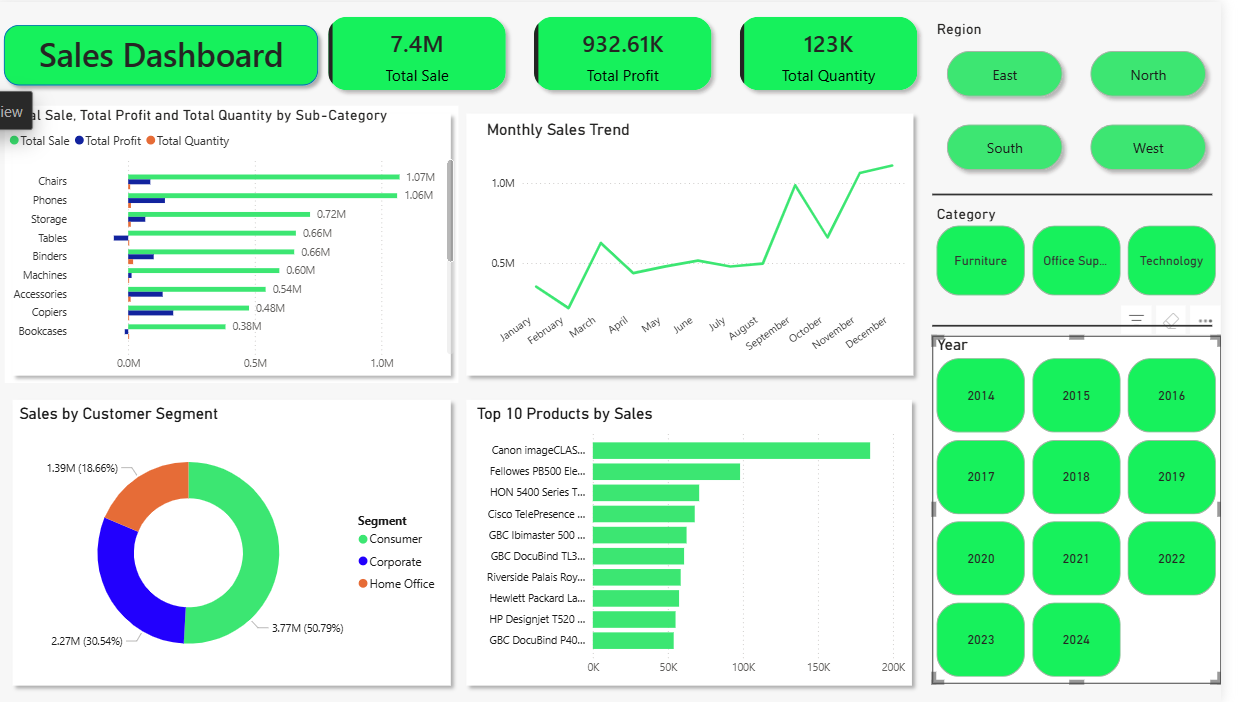 Sales Dashboard
7.4M
Total Sale
932.61K
Total Profit
123K
Total Quantity
iew
al Sale, Total Profit and Total Quantity by Sub-Category
Total Sale Total Profit Total Quantity
Chairs 1.07M
Phones 1.06M
Storage 0.72M
Tables 0.66M
Binders 0.66M
Machines 0.60M
Accessories 0.54M
Copiers 0.48M
Bookcases 0.38M
0.0M 0.5M 1.0M
Monthly Sales Trend
1.0M
0.5M
January February March April May June July August September October November December
Sales by Customer Segment
1.39M (18.66%)
2.27M (30.54%)
3.77M (50.79%)
Segment
Consumer
Corporate
Home Office
Top 10 Products by Sales
Canon imageCLAS...
Fellowes PB500 Ele...
HON 5400 Series T...
Cisco TelePresence ...
GBC Ibimaster 500 ...
GBC DocuBind TL3...
Riverside Palais Roy...
Hewlett Packard La...
HP Designjet T520 ...
GBC DocuBind P40...
0K 50K 100K 150K 200K
Region
East North
South West
Category
Furniture Office Sup... Technology
Year
2014 2015 2016
2017 2018 2019
2020 2021 2022
2023 2024